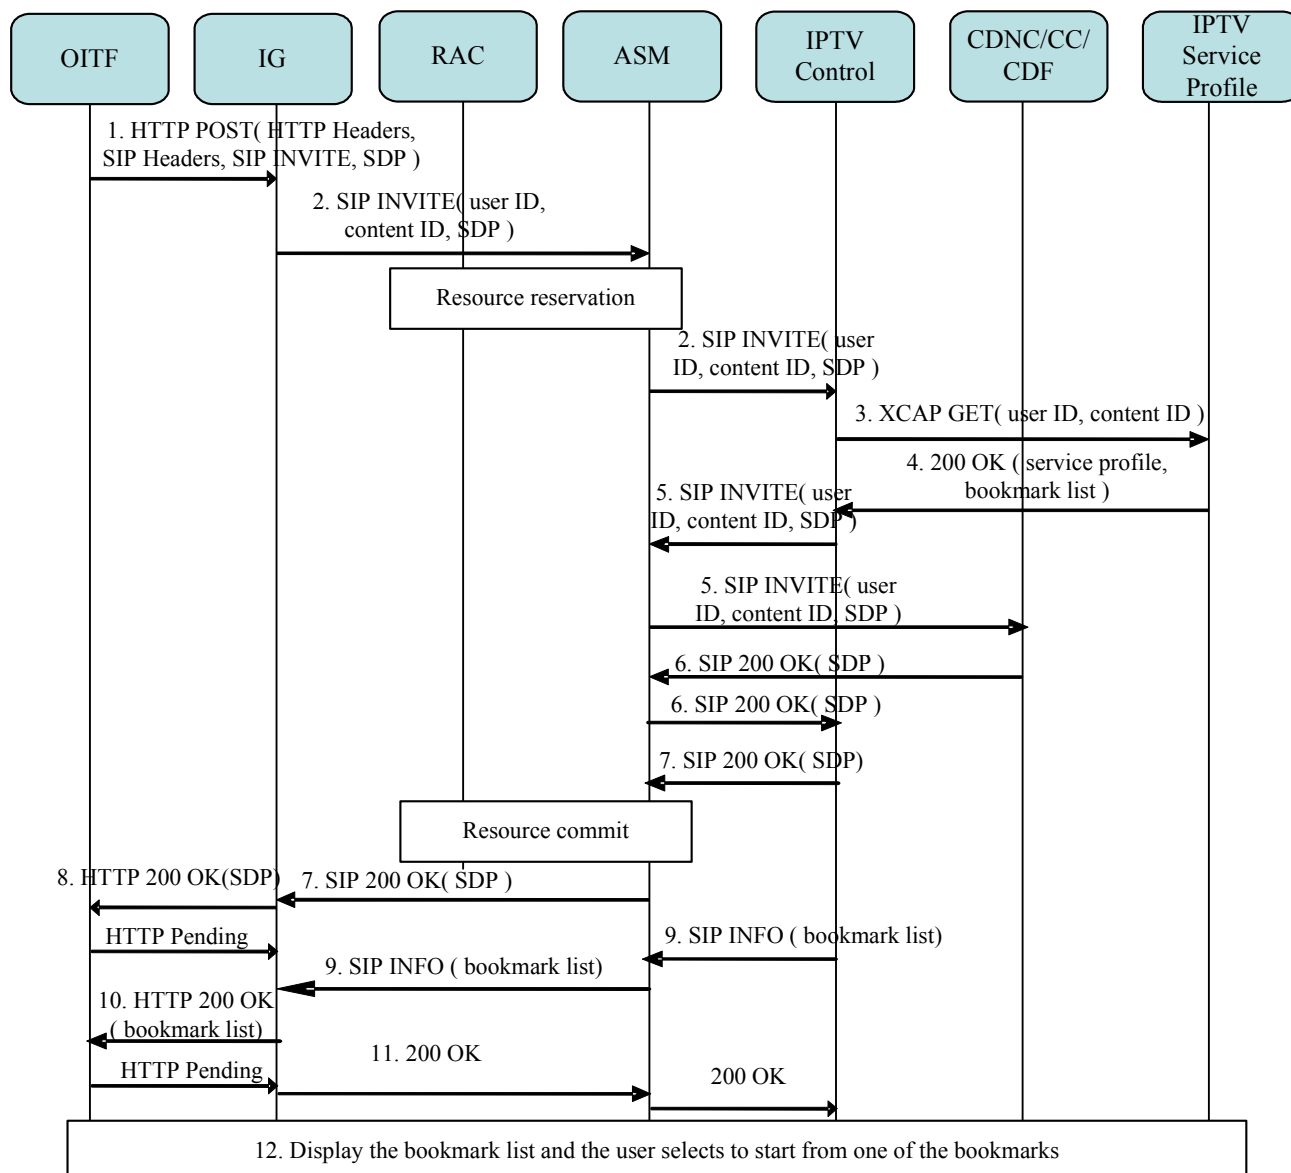 OITF
IG
RAC
ASM
IPTV
Control
CDNC/CC/
CDF
IPTV
Service
Profile
1. HTTP POST( HTTP Headers,
SIP Headers, SIP INVITE, SDP )
2. SIP INVITE( user ID,
content ID, SDP )
Resource reservation
2. SIP INVITE( user
ID, content ID, SDP )
3. XCAP GET( user ID, content ID )
4. 200 OK ( service profile,
bookmark list )
5. SIP INVITE( user
ID, content ID, SDP )
5. SIP INVITE( user
ID, content ID, SDP )
6. SIP 200 OK( SDP )
6. SIP 200 OK( SDP )
7. SIP 200 OK( SDP)
Resource commit
8. HTTP 200 OK(SDP)
7. SIP 200 OK( SDP )
HTTP Pending
9. SIP INFO ( bookmark list)
9. SIP INFO ( bookmark list)
10. HTTP 200 OK
( bookmark list)
11. 200 OK
HTTP Pending
200 OK
12. Display the bookmark list and the user selects to start from one of the bookmarks